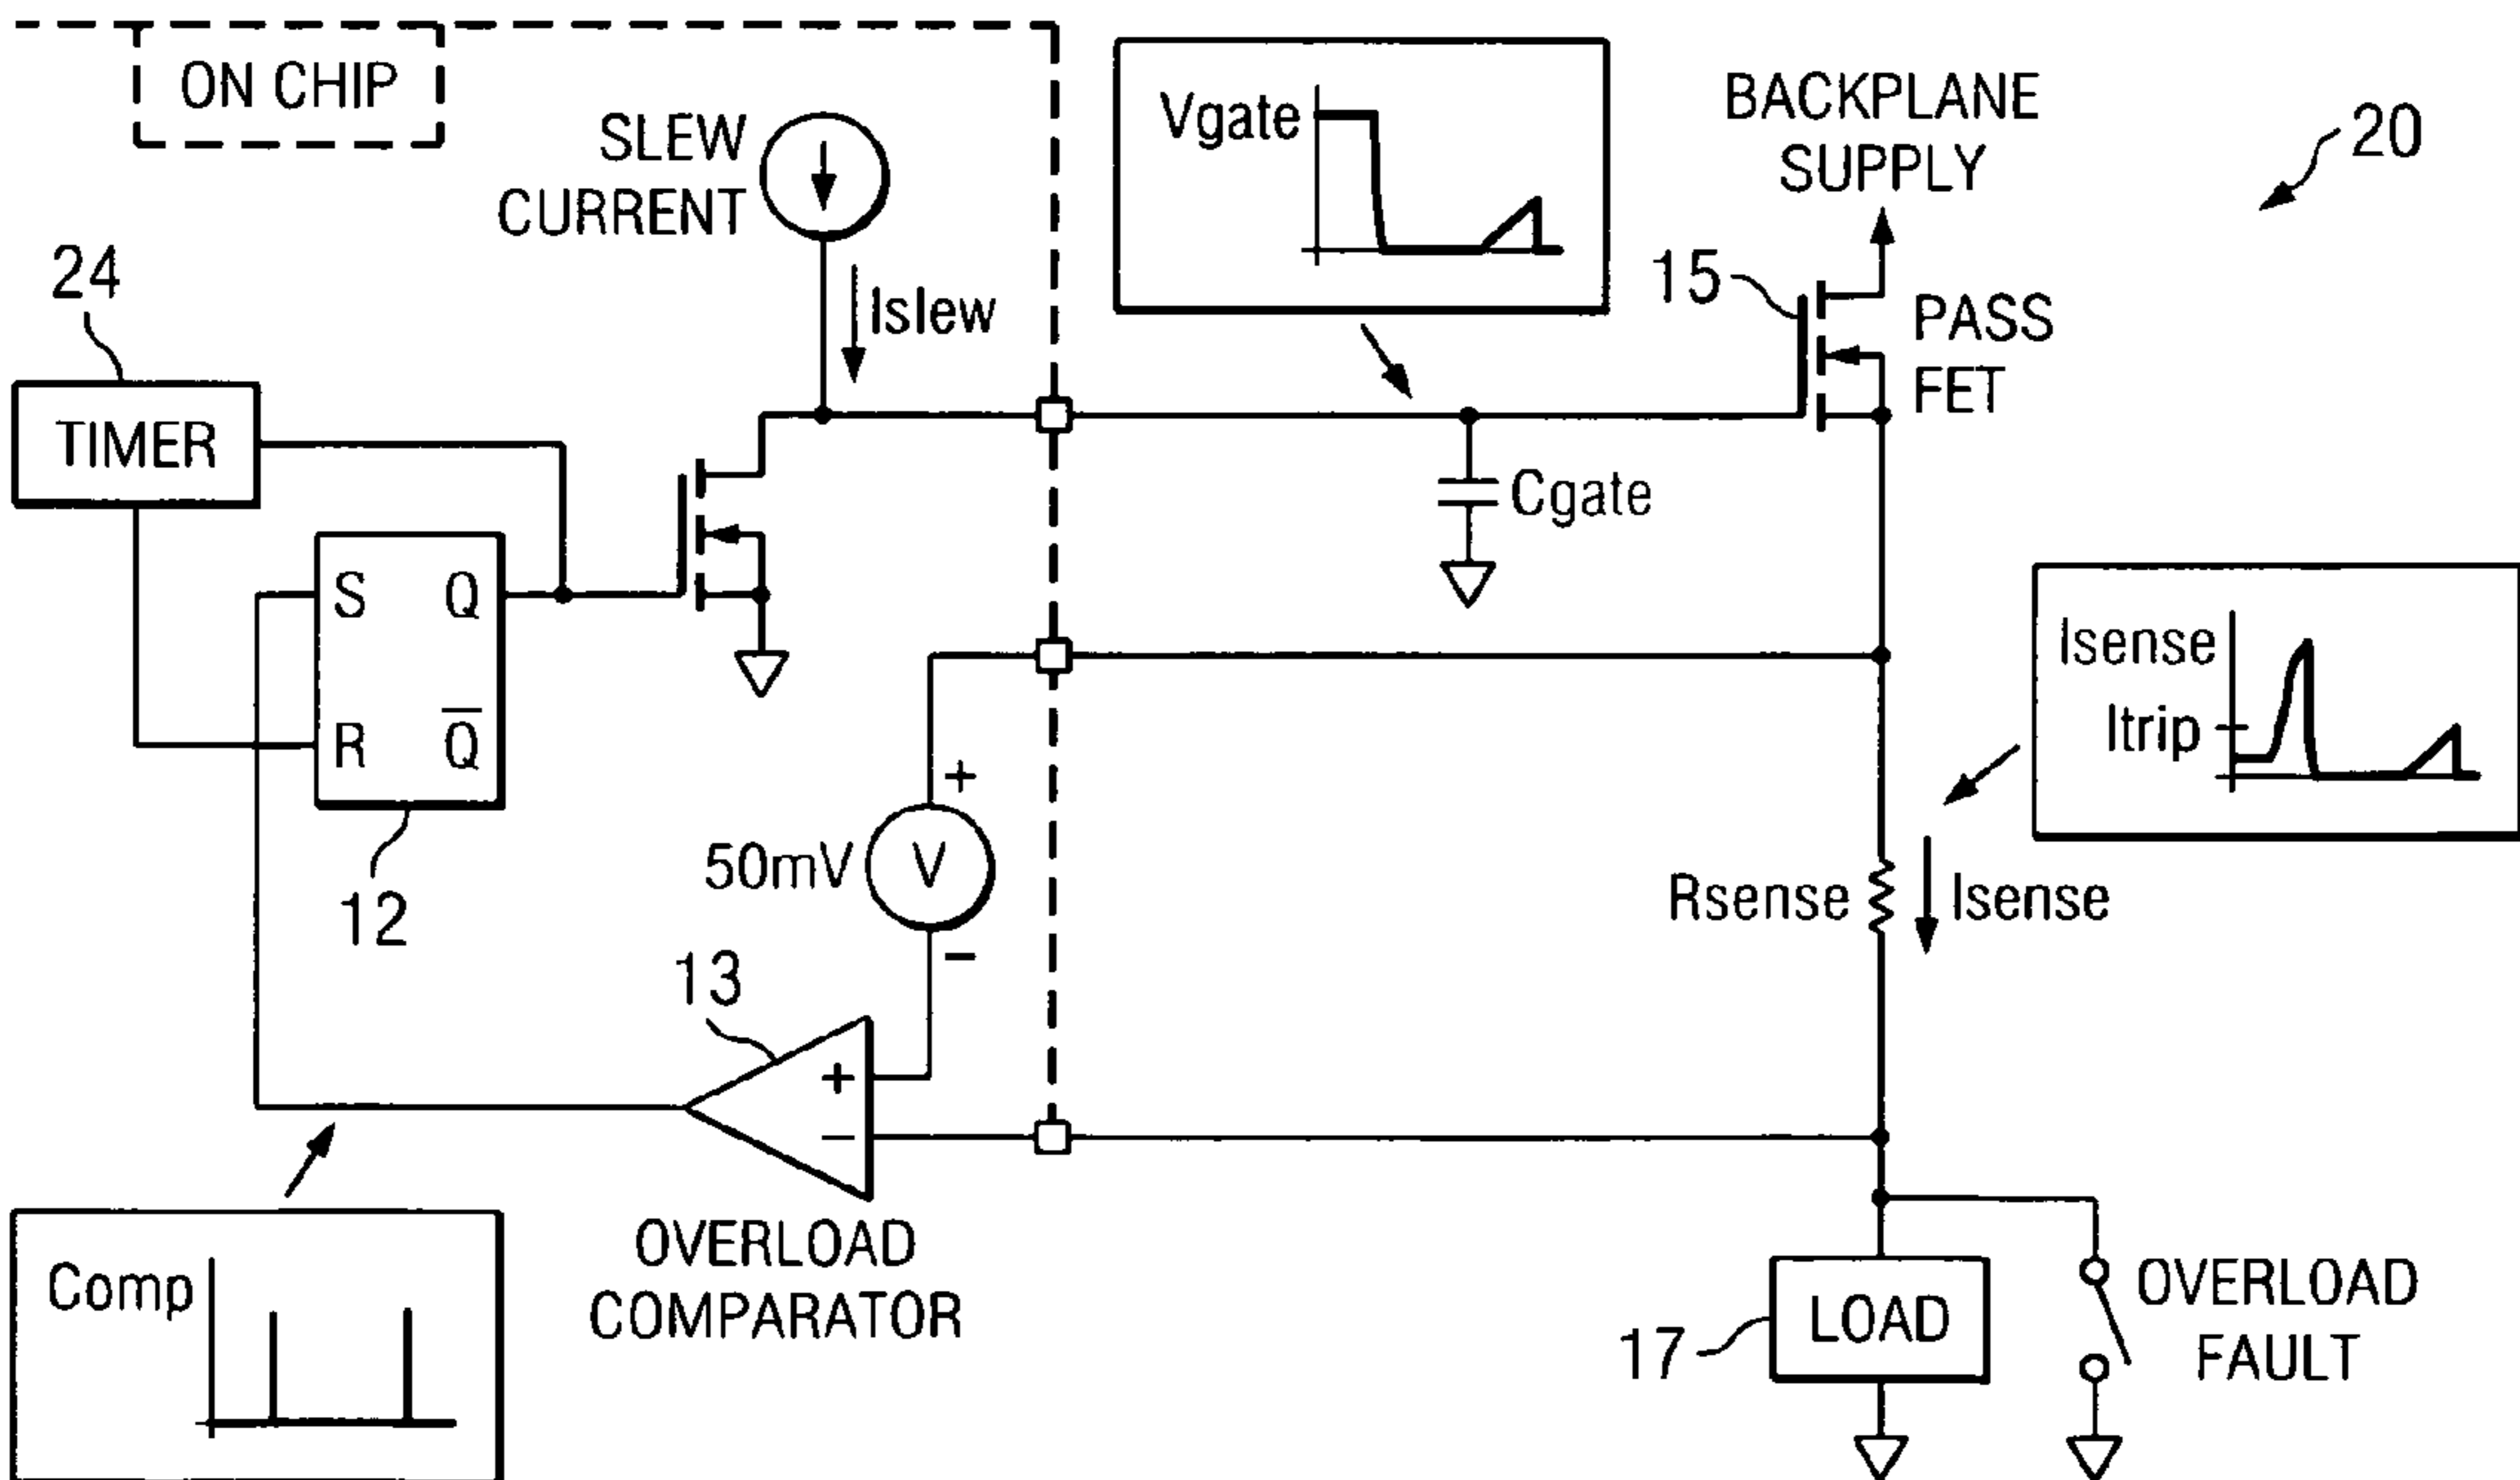 ON CHIP
SLEW
CURRENT
Islew
Vgate
BACKPLANE
SUPPLY
20
24
15
PASS
FET
TIMER
Cgate
S
Q
R
Q̅
12
Isense
Itrip
+
50mV
V
−
Rsense
Isense
13
+
−
OVERLOAD
COMPARATOR
Comp
LOAD
17
OVERLOAD
FAULT